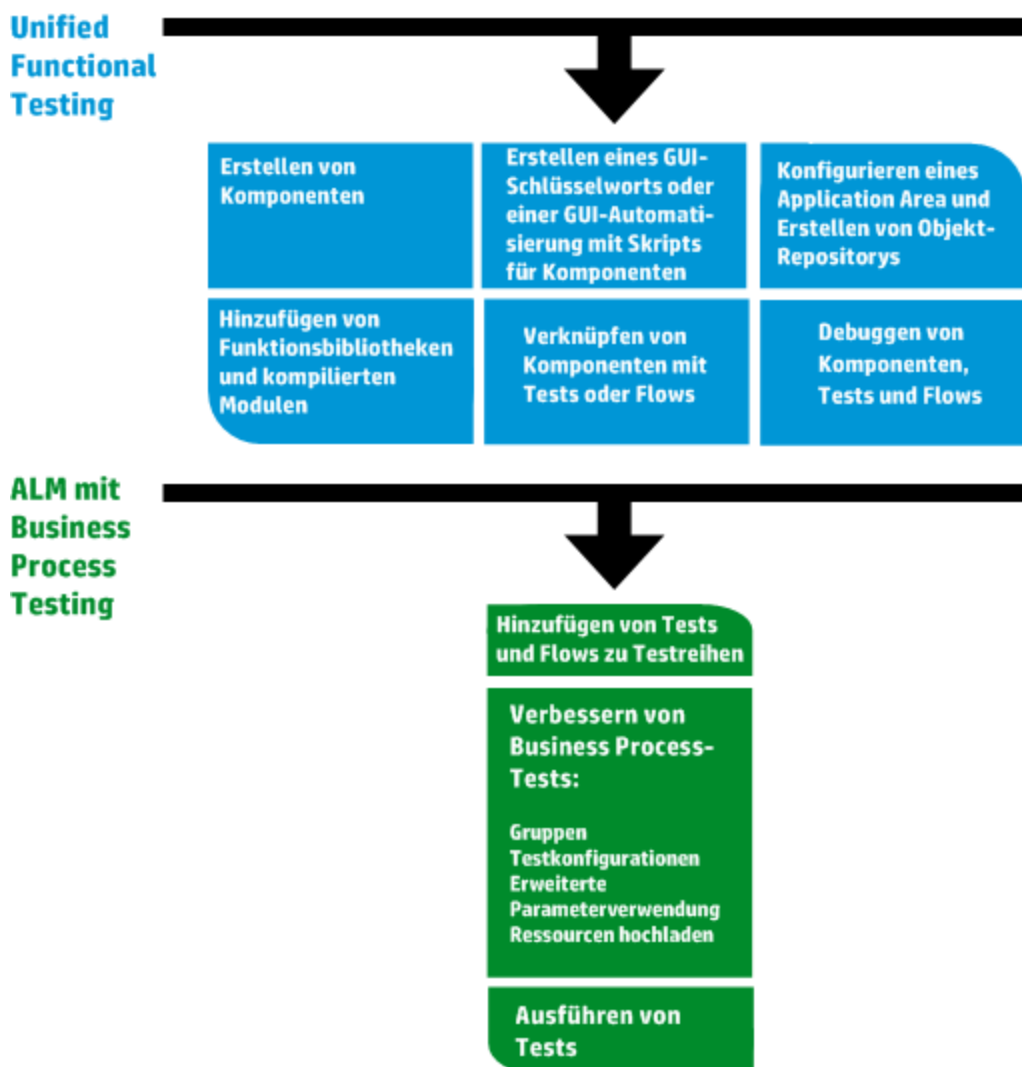 Unified
Functional
Testing
Erstellen von
Komponenten
Erstellen eines GUI-
Schlüsselworts oder
einer GUI-Automati-
sierung mit Skripts
für Komponenten
Konfigurieren eines
Application Area und
Erstellen von Objekt-
Repositorys
Hinzufügen von
Funktionsbibliotheken
und kompilierten
Modulen
Verknüpfen von
Komponenten mit
Tests oder Flows
Debuggen von
Komponenten,
Tests und Flows
ALM mit
Business
Process
Testing
Hinzufügen von Tests
und Flows zu Testreihen
Verbessern von
Business Process-
Tests:
Gruppen
Testkonfigurationen
Erweiterte
Parameterverwendung
Ressourcen hochladen
Ausführen von
Tests